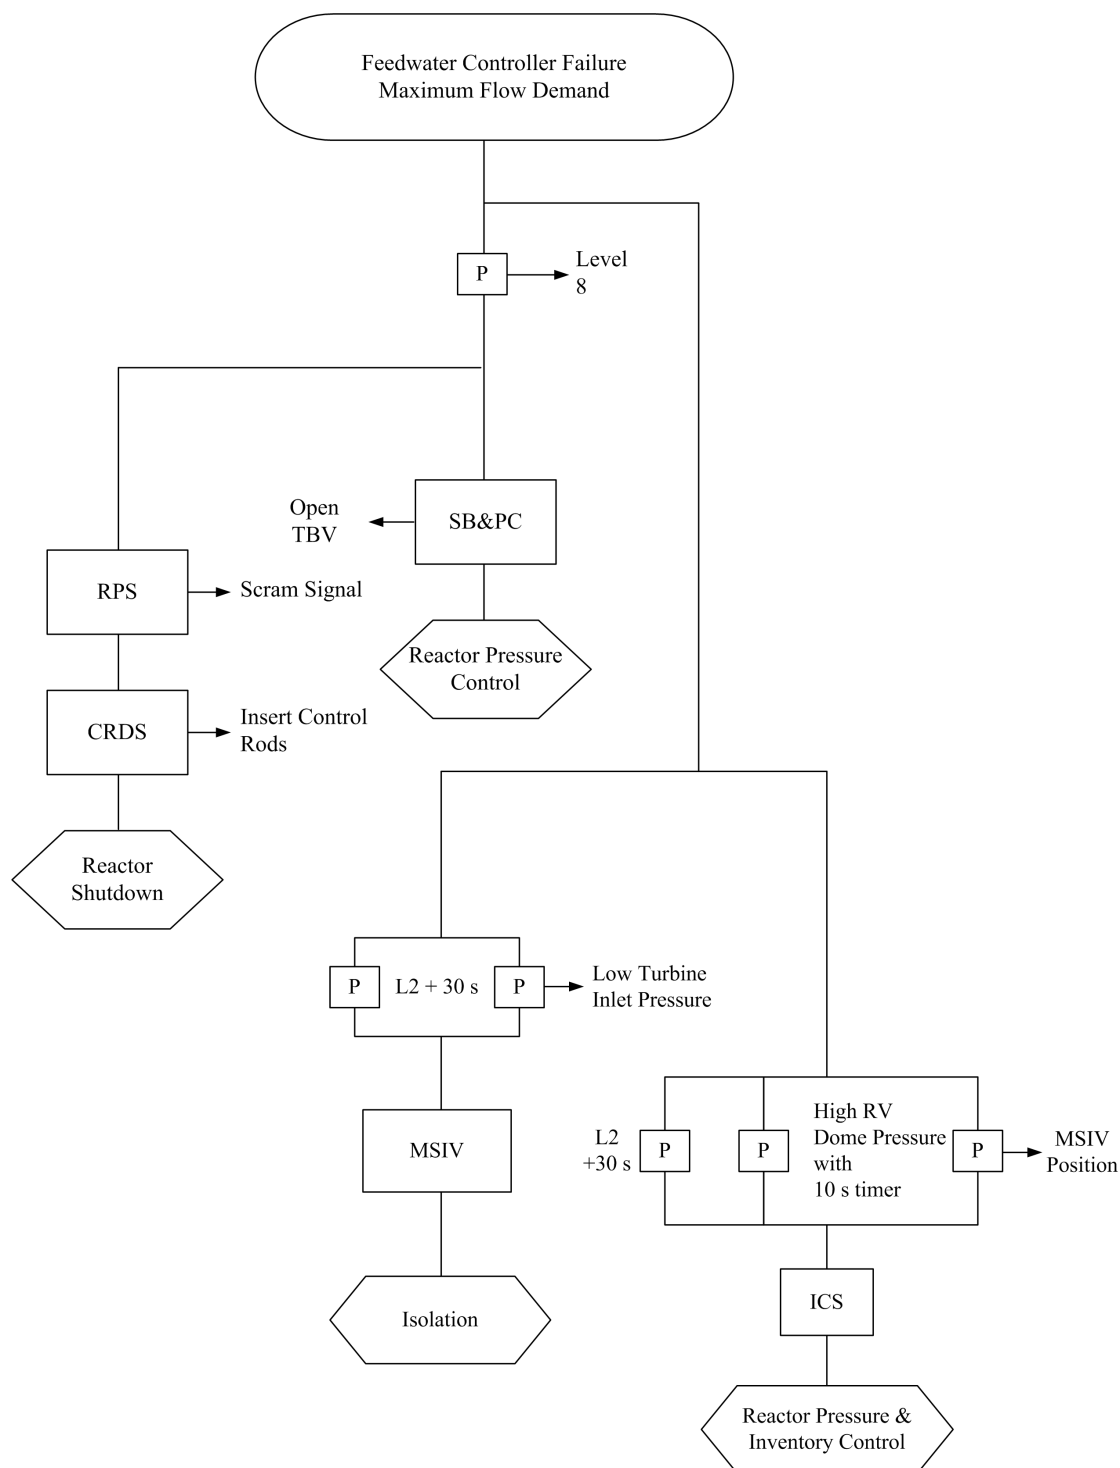 Feedwater Controller Failure
Maximum Flow Demand
P
Level
8
Open
TBV
SB&PC
RPS
Scram Signal
Reactor Pressure
Control
CRDS
Insert Control
Rods
Reactor
Shutdown
P
L2 + 30 s
P
Low Turbine
Inlet Pressure
MSIV
Isolation
L2
+30 s
P
P
High RV
Dome Pressure
with
10 s timer
P
MSIV
Position
ICS
Reactor Pressure &
Inventory Control